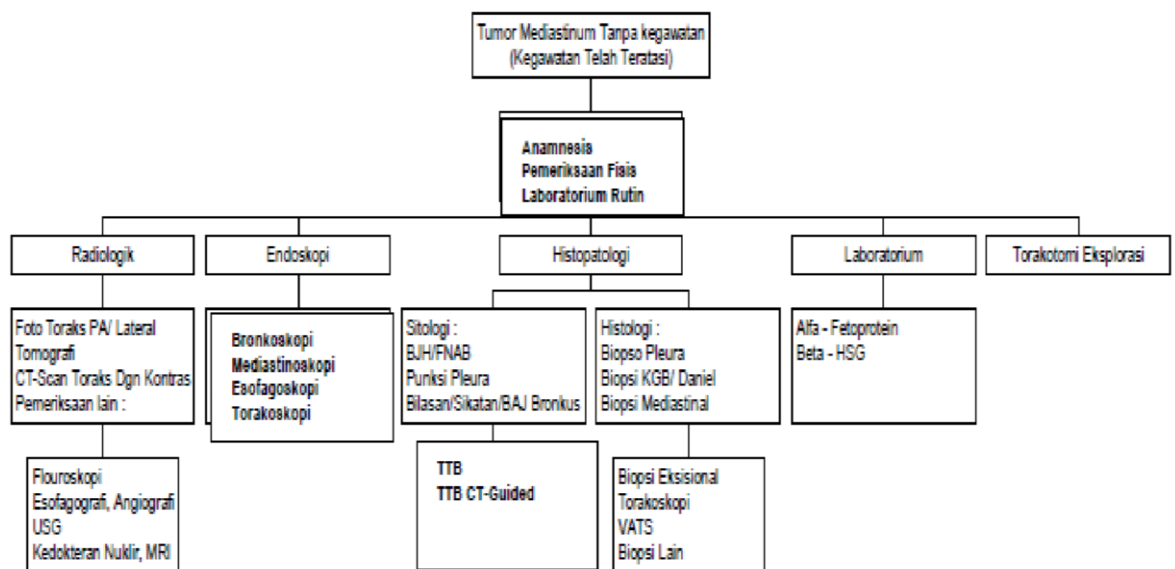 Tumor Mediastinum Tanpa kegawatan
(Kegawatan Telah Teratasi)
Anamnesis
Pemeriksaan Fisis
Laboratorium Rutin
Radiologik
Endoskopi
Histopatologi
Laboratorium
Torakotomi Eksplorasi
Foto Toraks PA/ Lateral
Tomografi
CT-Scan Toraks Dgn Kontras
Pemeriksaan lain :
Bronkoskopi
Mediastinoskopi
Esofagoskopi
Torakoskopi
Sitologi :
BJH/FNAB
Punksi Pleura
Bilasan/Sikatan/BAJ Bronkus
Histologi :
Biopso Pleura
Biopsi KGB/ Daniel
Biopsi Mediastinal
Alfa - Fetoprotein
Beta - HSG
Flouroskopi
Esofagografi, Angiografi
USG
Kedokteran Nuklir, MRI
TTB
TTB CT-Guided
Biopsi Eksisional
Torakoskopi
VATS
Biopsi Lain